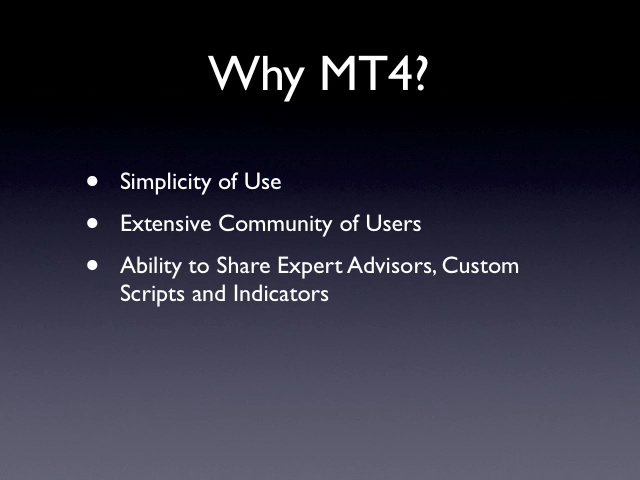 Why MT4?
• Simplicity of Use
• Extensive Community of Users
• Ability to Share Expert Advisors, Custom
Scripts and Indicators